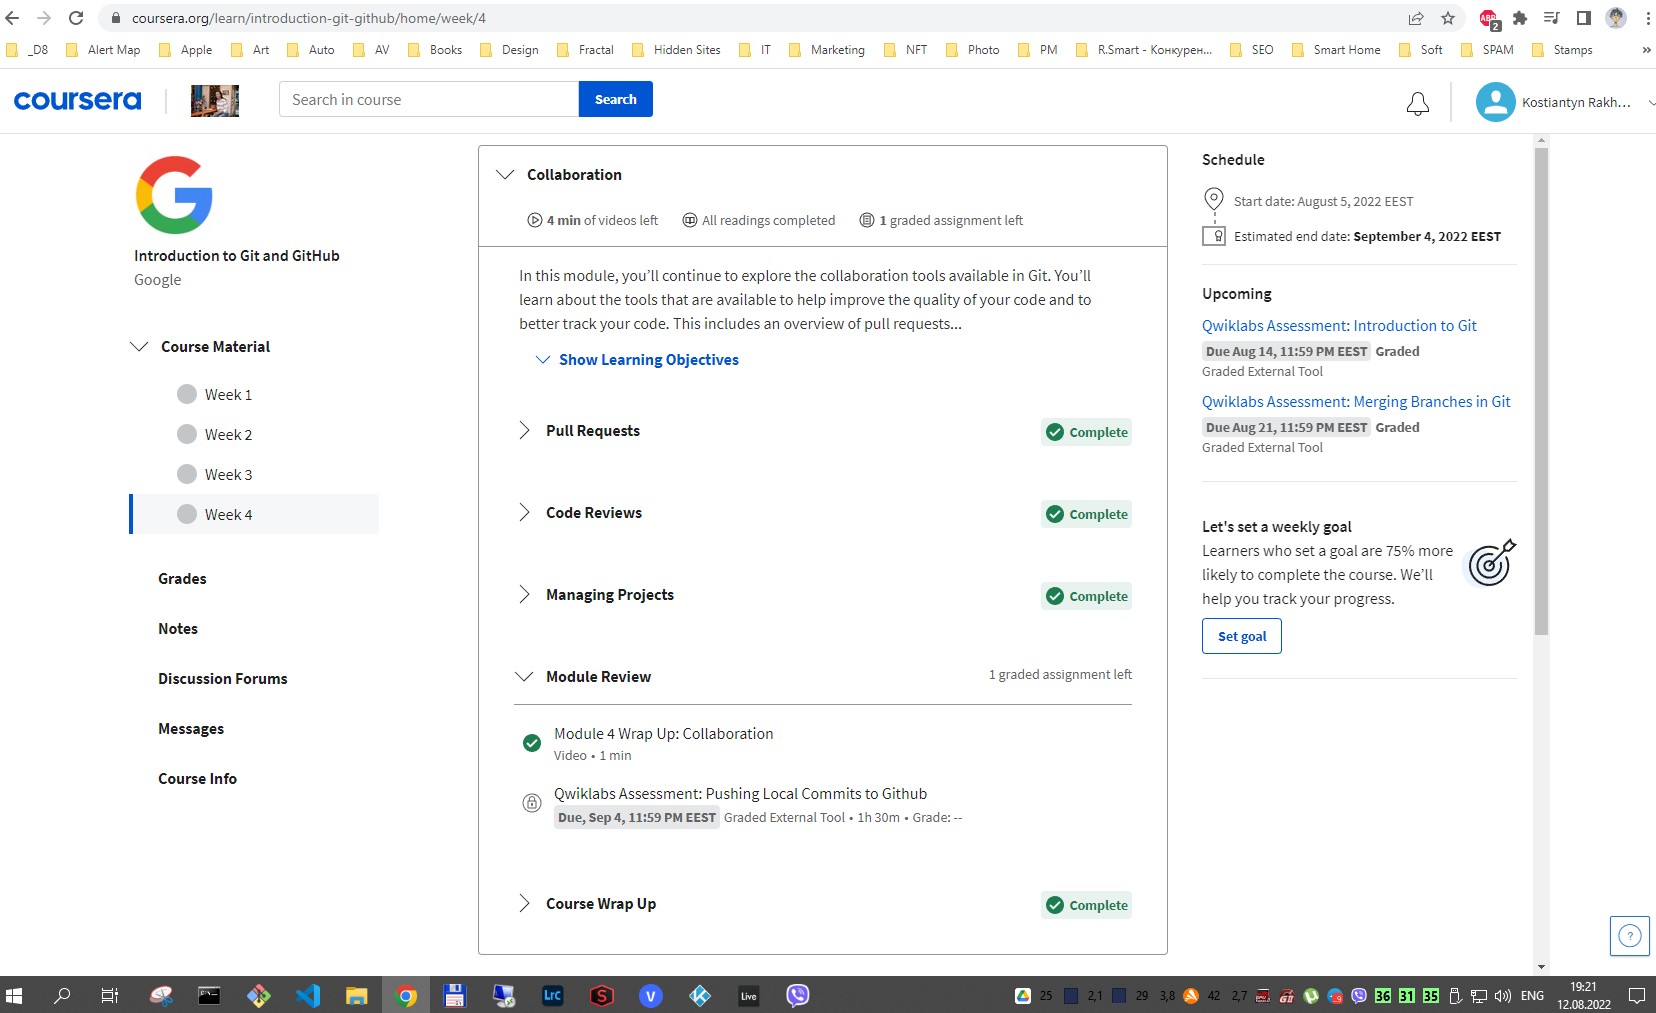 coursera.org/learn/introduction-git-github/home/week/4
ABP 2
_D8 Alert Map Apple Art Auto AV Books Design Fractal Hidden Sites IT Marketing NFT Photo PM R.Smart - Конкурен... SEO Smart Home Soft SPAM Stamps »
coursera
Search in course
Search
Kostiantyn Rakh...
Introduction to Git and GitHub
Google
Course Material
Week 1
Week 2
Week 3
Week 4
Grades
Notes
Discussion Forums
Messages
Course Info
Collaboration
4 min of videos left All readings completed 1 graded assignment left
In this module, you’ll continue to explore the collaboration tools available in Git. You’ll
learn about the tools that are available to help improve the quality of your code and to
better track your code. This includes an overview of pull requests...
Show Learning Objectives
Pull Requests Complete
Code Reviews Complete
Managing Projects Complete
Module Review 1 graded assignment left
Module 4 Wrap Up: Collaboration
Video • 1 min
Qwiklabs Assessment: Pushing Local Commits to Github
Due, Sep 4, 11:59 PM EEST Graded External Tool • 1h 30m • Grade: --
Course Wrap Up Complete
Schedule
Start date: August 5, 2022 EEST
Estimated end date: September 4, 2022 EEST
Upcoming
Qwiklabs Assessment: Introduction to Git
Due Aug 14, 11:59 PM EEST Graded
Graded External Tool
Qwiklabs Assessment: Merging Branches in Git
Due Aug 21, 11:59 PM EEST Graded
Graded External Tool
Let's set a weekly goal
Learners who set a goal are 75% more
likely to complete the course. We’ll
help you track your progress.
Set goal
?
LrC S V Live 25 2,1 29 3,8 42 2,7 36 31 35 ENG 19:21
12.08.2022